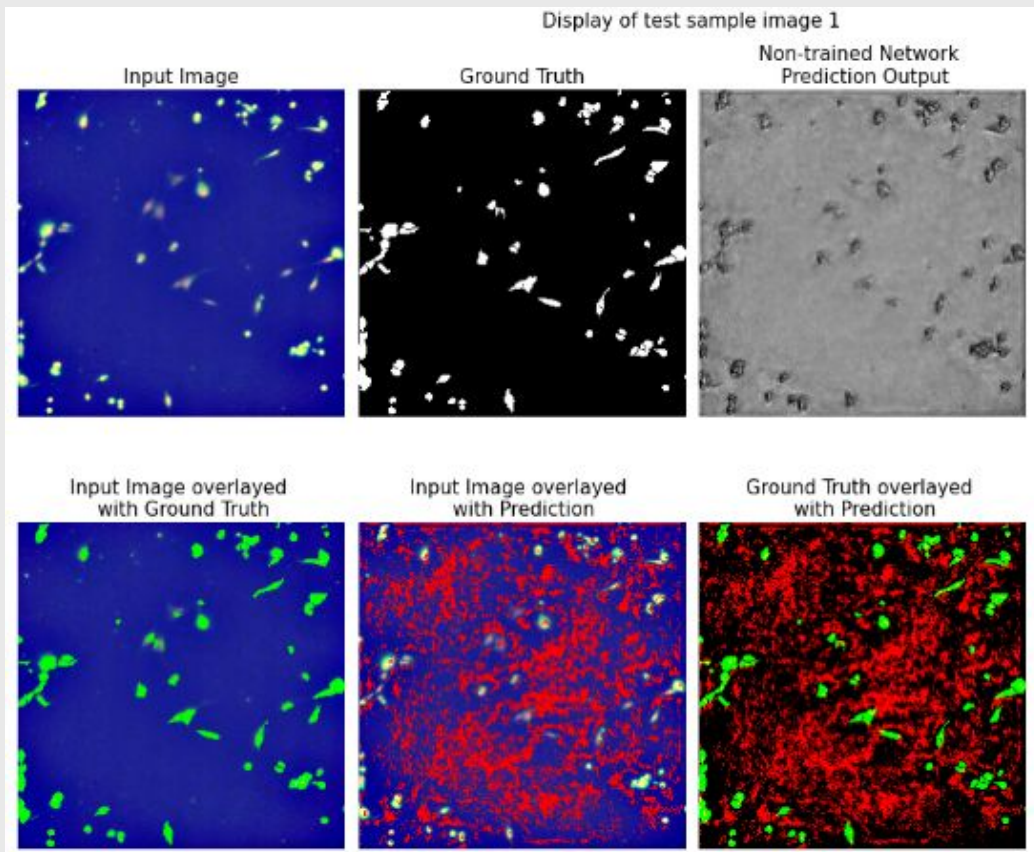 Display of test sample image 1
Input Image
Ground Truth
Non-trained Network
Prediction Output
Input Image overlayed
with Ground Truth
Input Image overlayed
with Prediction
Ground Truth overlayed
with Prediction